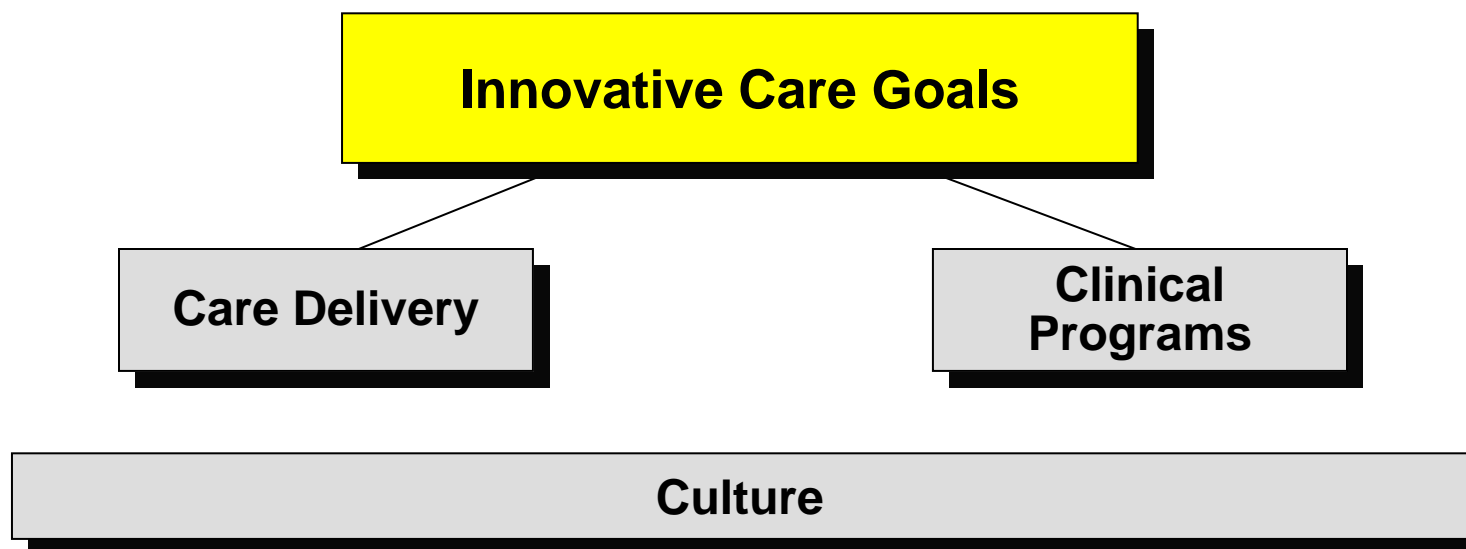 Innovative Care Goals
Care Delivery
Clinical
Programs
Culture